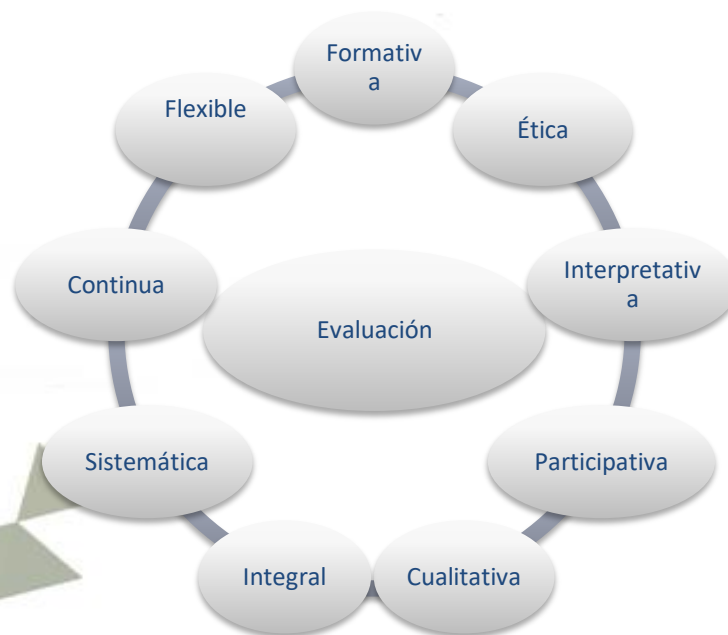 Formativ
a
Ética
Interpretativ
a
Participativa
Cualitativa
Integral
Sistemática
Continua
Flexible
Evaluación